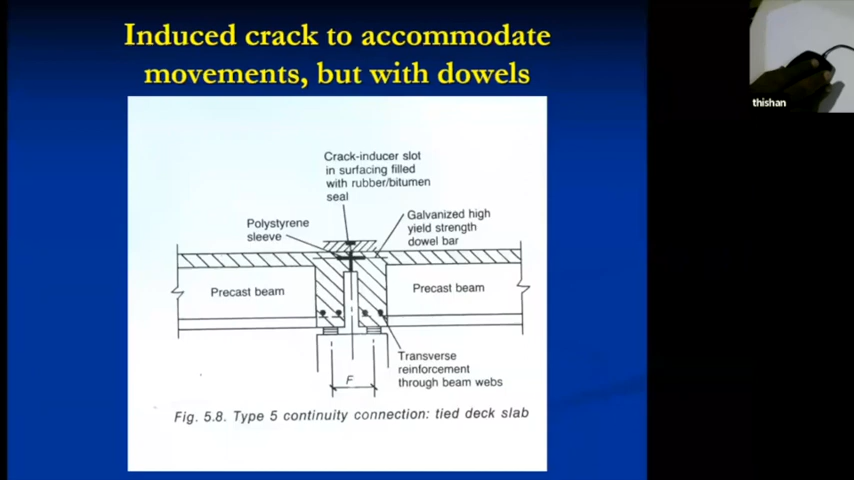 Induced crack to accommodate
movements, but with dowels
thishan
Crack-inducer slot
in surfacing filled
with rubber/bitumen
seal
Polystyrene
sleeve
Galvanized high
yield strength
dowel bar
Precast beam
Precast beam
Transverse
reinforcement
through beam webs
F
Fig. 5.8. Type 5 continuity connection: tied deck slab